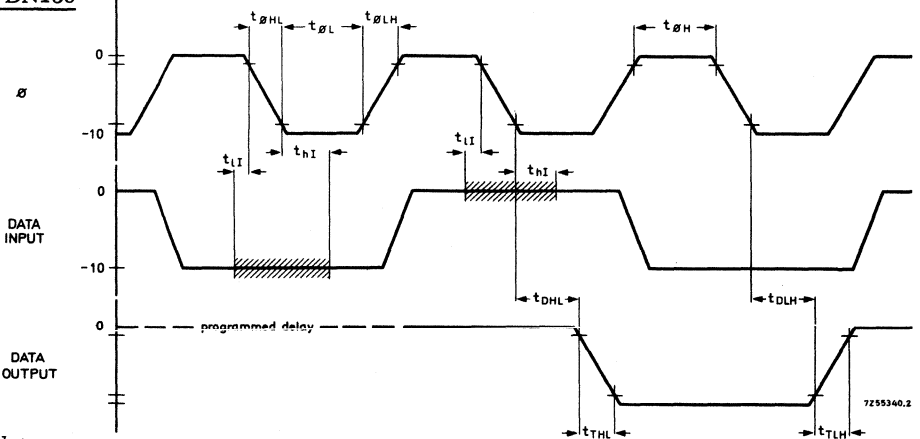 tøHL
tøL
tøLH
tøH
0
ø
-10
tlI
thI
tlI
thI
0
DATA
INPUT
-10
tDHL
tDLH
0
programmed delay
DATA
OUTPUT
7Z55340.2
tTHL
tTLH